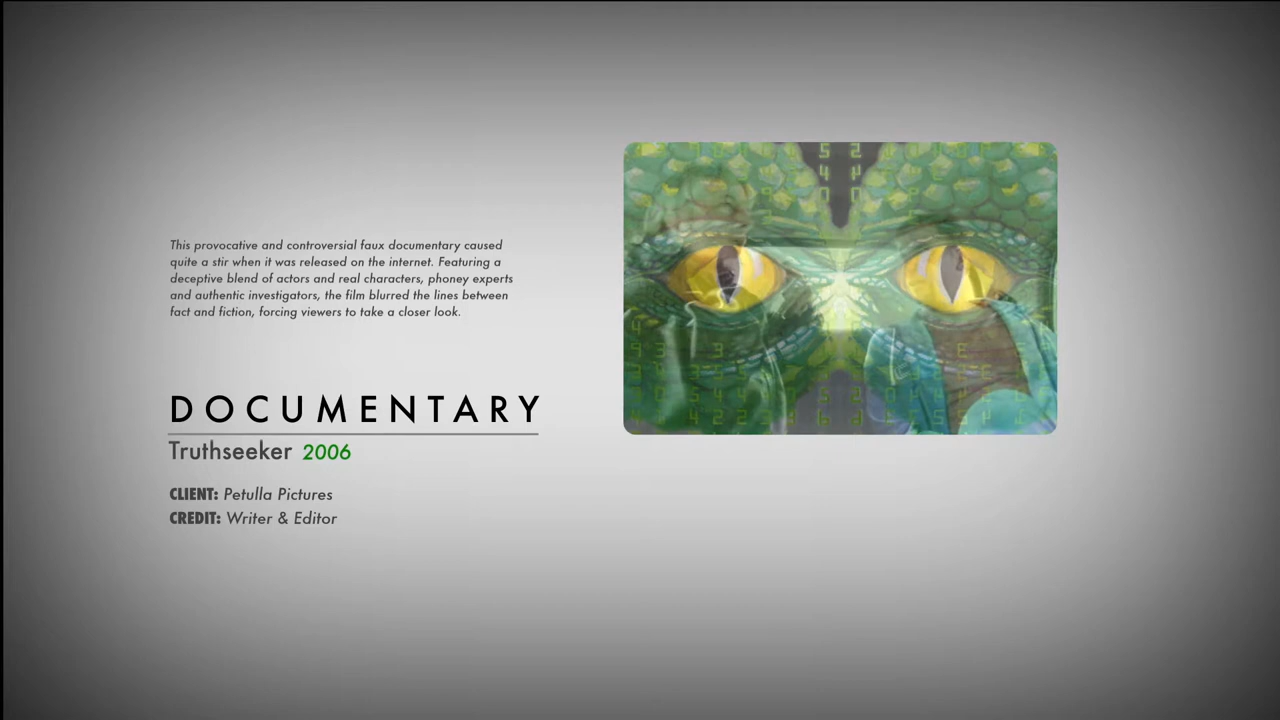 This provocative and controversial faux documentary caused
quite a stir when it was released on the internet. Featuring a
deceptive blend of actors and real characters, phoney experts
and authentic investigators, the film blurred the lines between
fact and fiction, forcing viewers to take a closer look.
DOCUMENTARY
Truthseeker 2006
CLIENT: Petulla Pictures
CREDIT: Writer & Editor